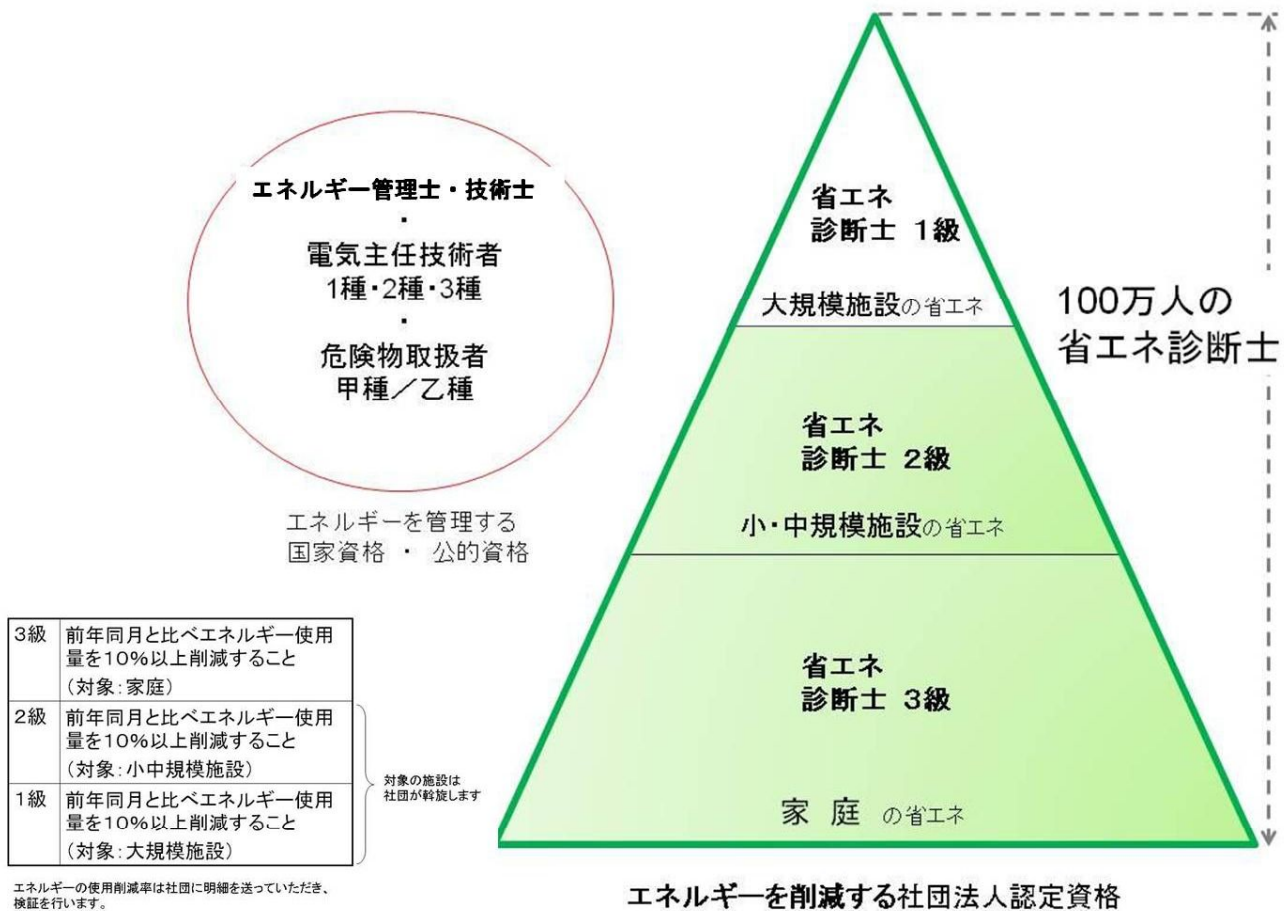 エネルギー管理士・技術士
・
電気主任技術者
1種・2種・3種
・
危険物取扱者
甲種／乙種
エネルギーを管理する
国家資格 ・ 公的資格
省エネ
診断士 1級
大規模施設の省エネ
省エネ
診断士 2級
小・中規模施設の省エネ
省エネ
診断士 3級
家 庭 の省エネ
100万人の
省エネ診断士
エネルギーを削減する社団法人認定資格
3級 前年同月と比べエネルギー使用
量を10%以上削減すること
(対象:家庭)
2級 前年同月と比べエネルギー使用
量を10%以上削減すること
(対象:小中規模施設)
1級 前年同月と比べエネルギー使用
量を10%以上削減すること
(対象:大規模施設)
対象の施設は
社団が斡旋します
エネルギーの使用削減率は社団に明細を送っていただき、
検証を行います。